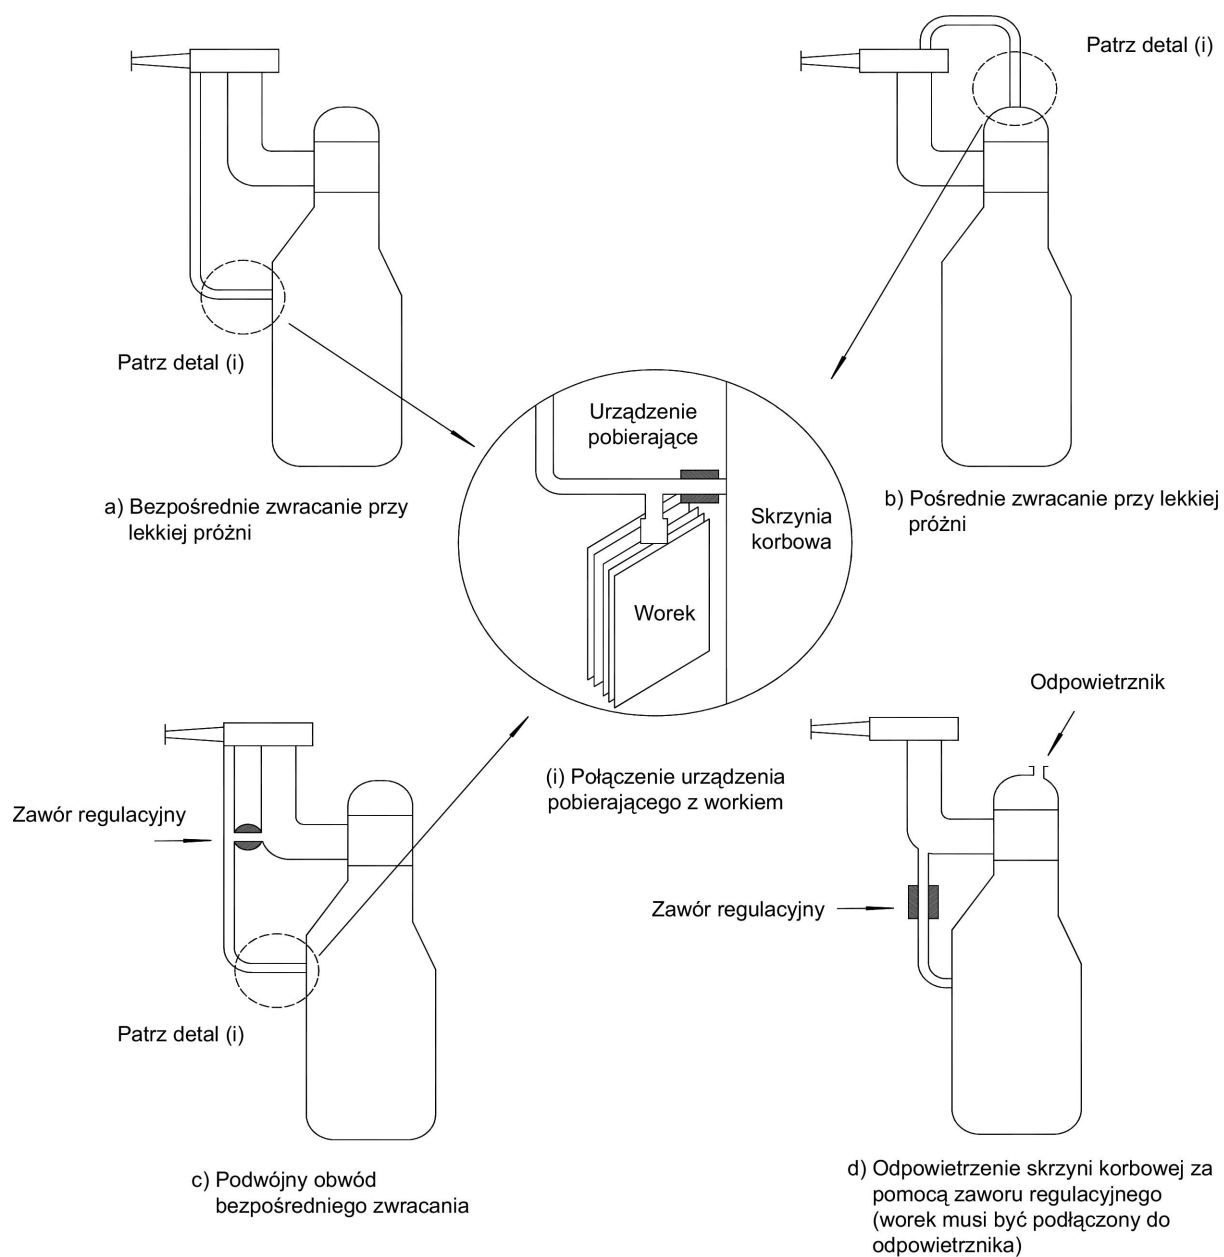 Patrz detal (i)
Patrz detal (i)
a) Bezpośrednie zwracanie przy
lekkiej próżni
b) Pośrednie zwracanie przy lekkiej
próżni
Urządzenie
pobierające
Skrzynia
korbowa
Worek
(i) Połączenie urządzenia
pobierającego z workiem
Odpowietrznik
Zawór regulacyjny
Zawór regulacyjny
Patrz detal (i)
c) Podwójny obwód
bezpośredniego zwracania
d) Odpowietrzenie skrzyni korbowej za
pomocą zaworu regulacyjnego
(worek musi być podłączony do
odpowietrznika)